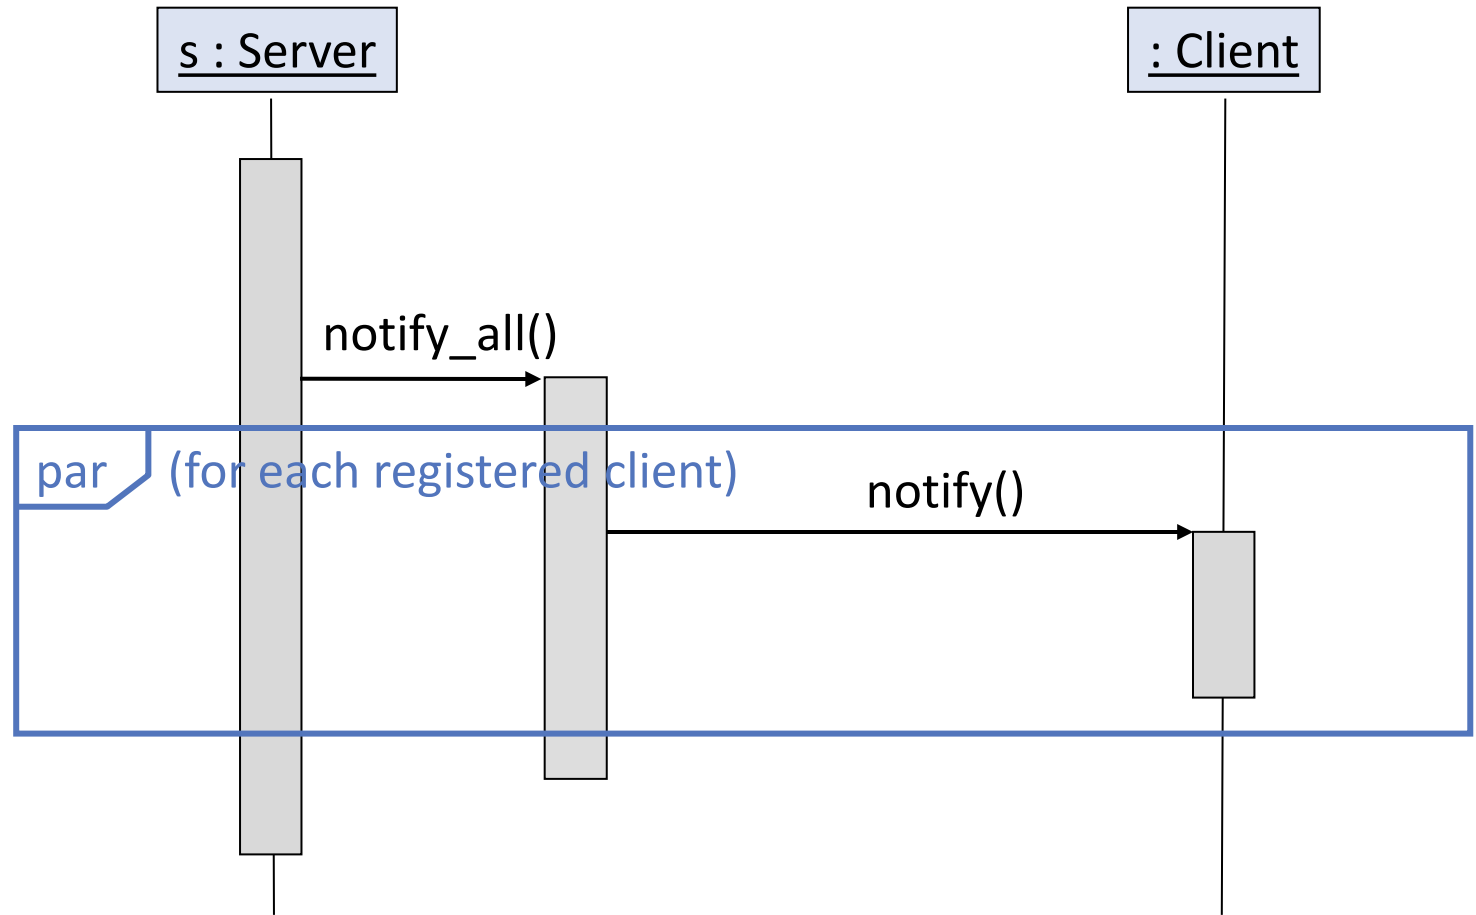 s : Server
: Client
notify_all()
par (for each registered client)
notify()